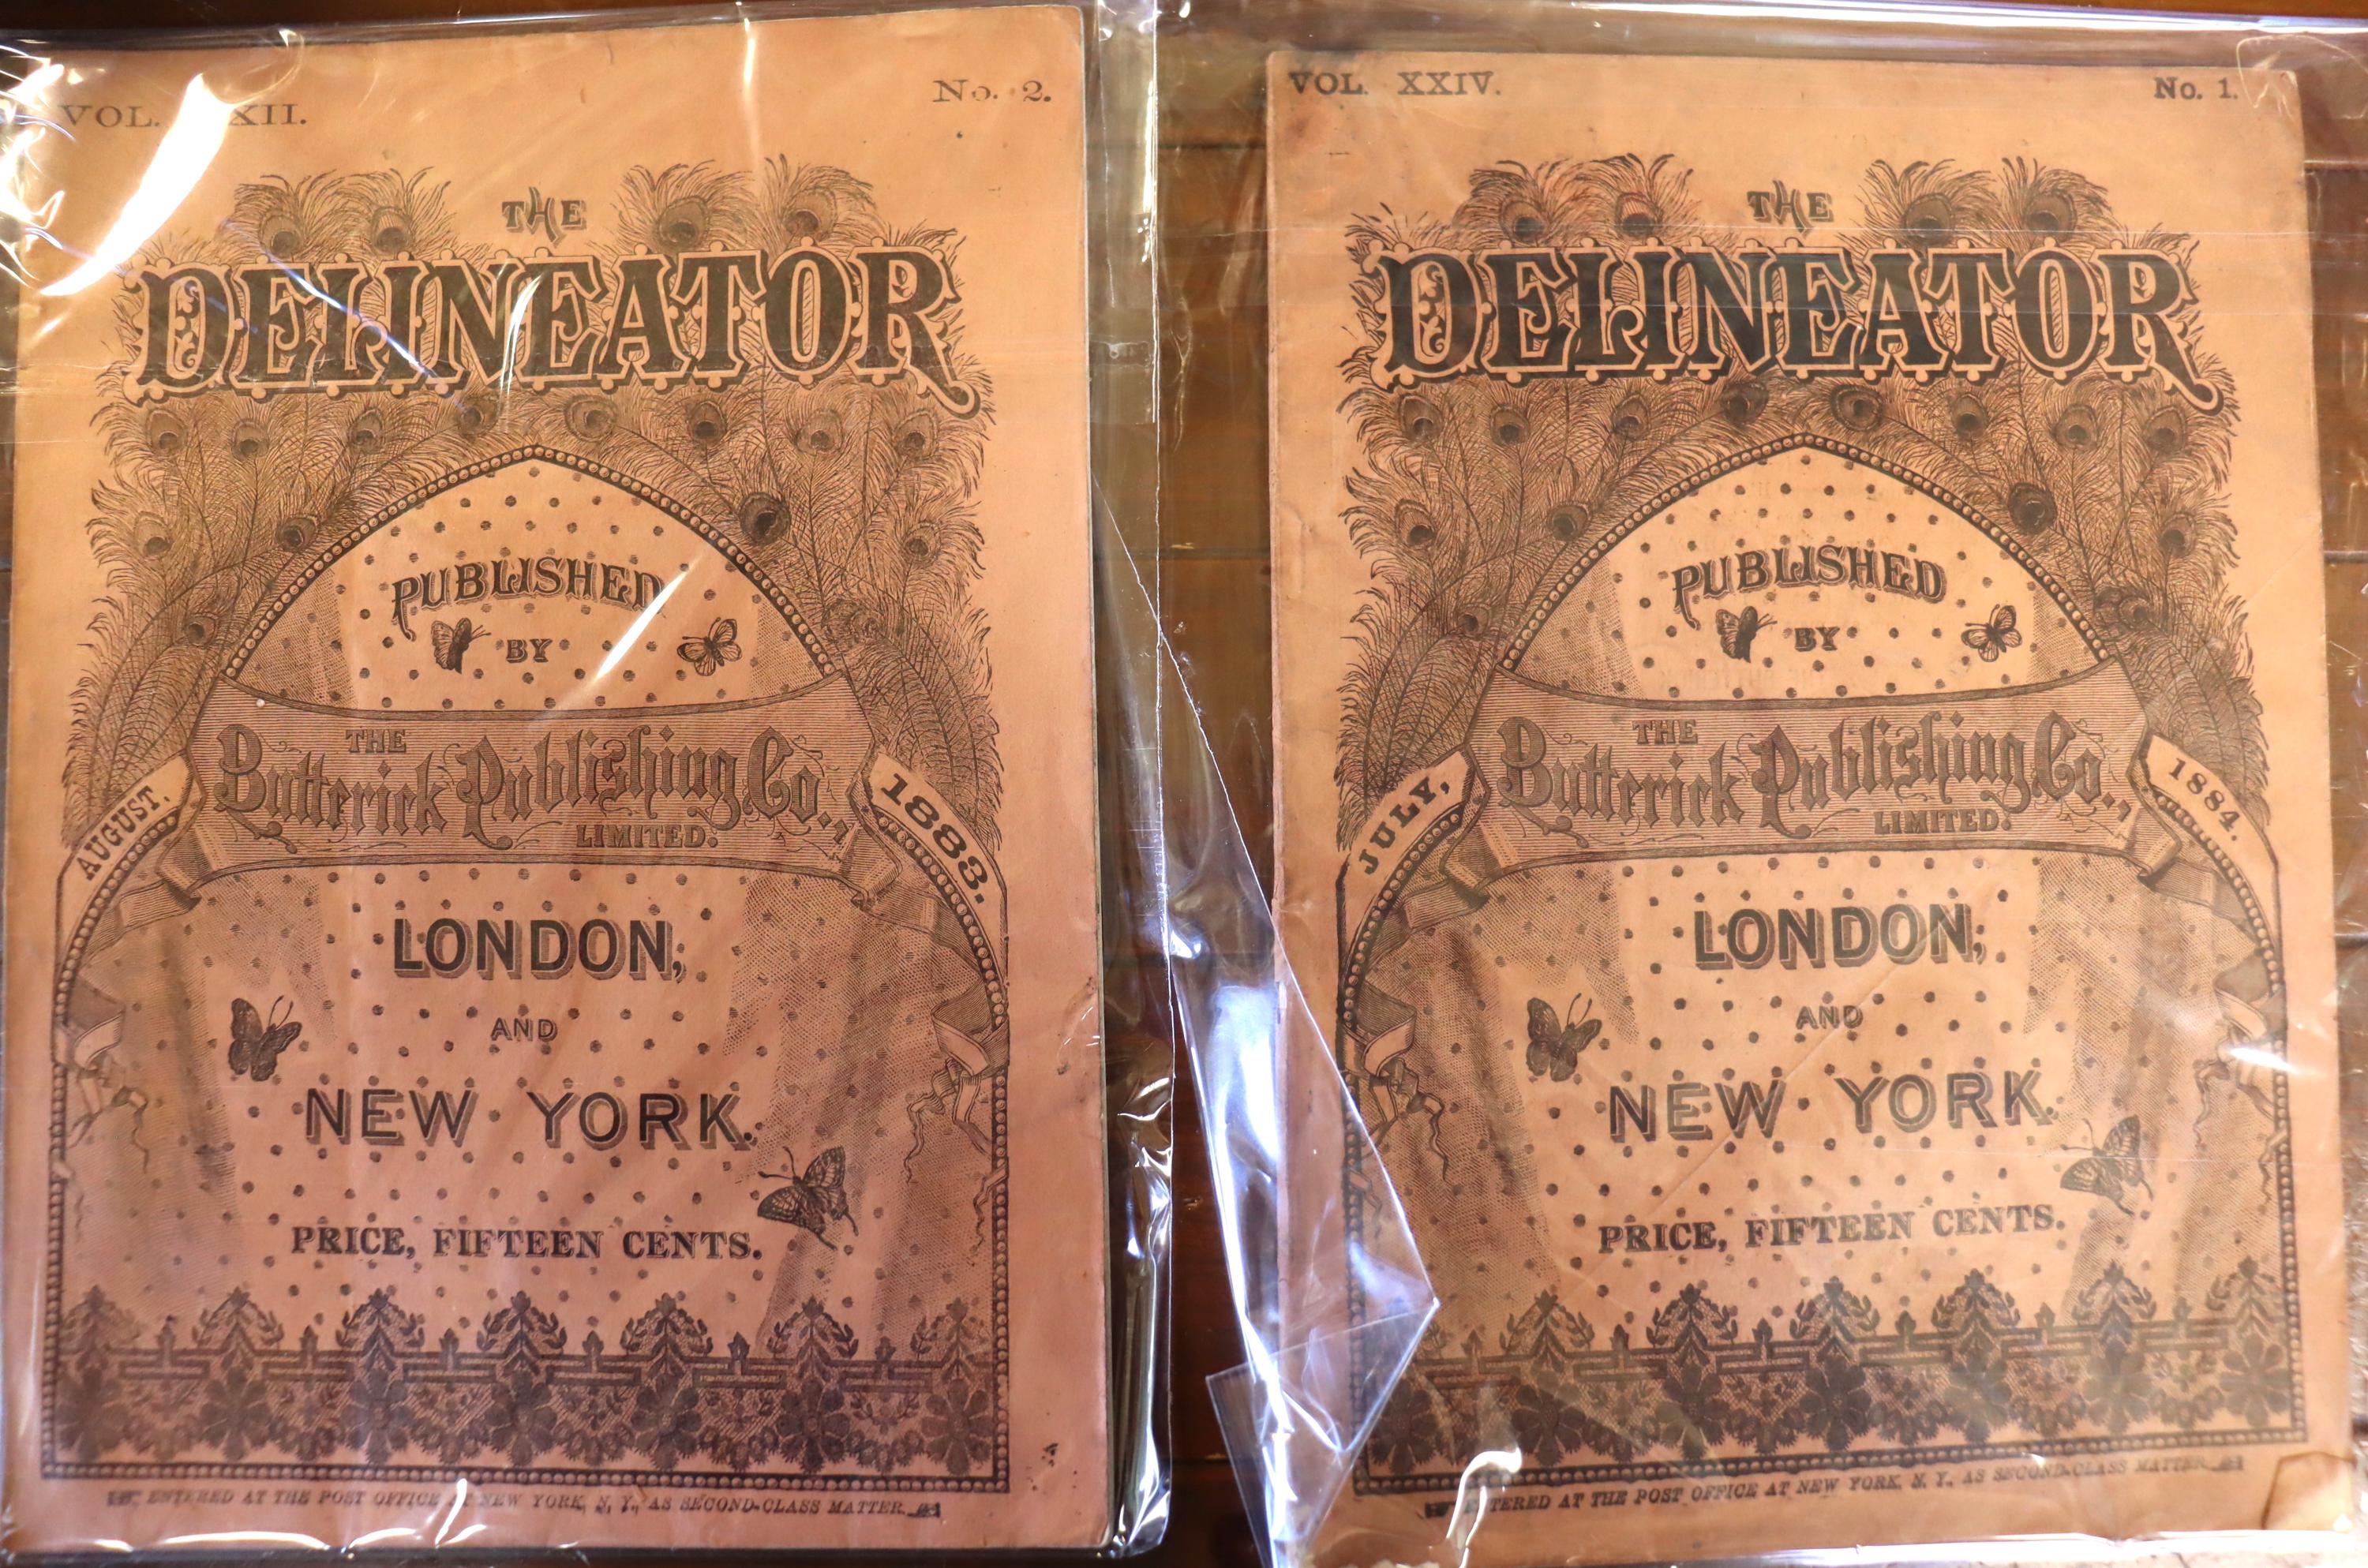 VOL. XII.
No. 2.
THE
DELINEATOR
PUBLISHED
BY
THE
Butterick Publishing Co.,
LIMITED.
AUGUST,
1883.
LONDON,
AND
NEW YORK.
PRICE, FIFTEEN CENTS.
ENTERED AT THE POST OFFICE AT NEW YORK, N. Y., AS SECOND-CLASS MATTER.
VOL. XXIV.
No. 1.
THE
DELINEATOR
PUBLISHED
BY
THE
Butterick Publishing Co.,
LIMITED.
JULY,
1884.
LONDON,
AND
NEW YORK.
PRICE, FIFTEEN CENTS.
ENTERED AT THE POST OFFICE AT NEW YORK, N. Y., AS SECOND-CLASS MATTER.